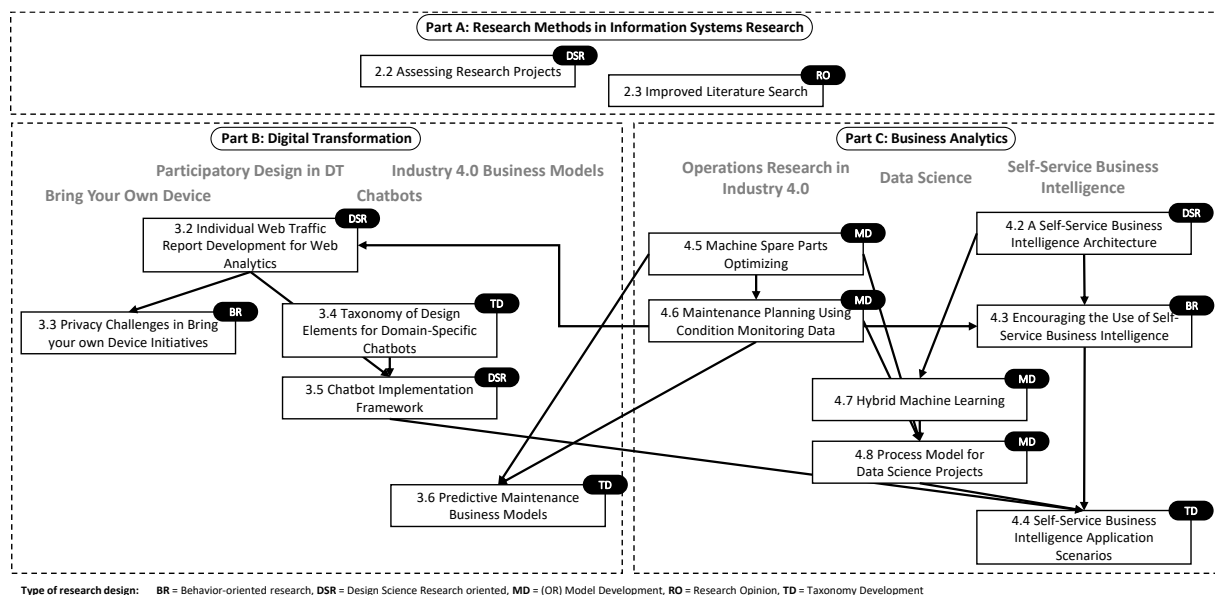 Part A: Research Methods in Information Systems Research
DSR
2.2 Assessing Research Projects
RO
2.3 Improved Literature Search
Part B: Digital Transformation
Participatory Design in DT
Industry 4.0 Business Models
Bring Your Own Device
Chatbots
DSR
3.2 Individual Web Traffic
Report Development for Web
Analytics
BR
3.3 Privacy Challenges in Bring
your own Device Initiatives
TD
3.4 Taxonomy of Design
Elements for Domain-Specific
Chatbots
DSR
3.5 Chatbot Implementation
Framework
TD
3.6 Predictive Maintenance
Business Models
Part C: Business Analytics
Operations Research in
Industry 4.0
Data Science
Self-Service Business
Intelligence
MD
4.5 Machine Spare Parts
Optimizing
DSR
4.2 A Self-Service Business
Intelligence Architecture
MD
4.6 Maintenance Planning Using
Condition Monitoring Data
BR
4.3 Encouraging the Use of Self-
Service Business Intelligence
MD
4.7 Hybrid Machine Learning
MD
4.8 Process Model for
Data Science Projects
TD
4.4 Self-Service Business
Intelligence Application
Scenarios
Type of research design: BR = Behavior-oriented research, DSR = Design Science Research oriented, MD = (OR) Model Development, RO = Research Opinion, TD = Taxonomy Development